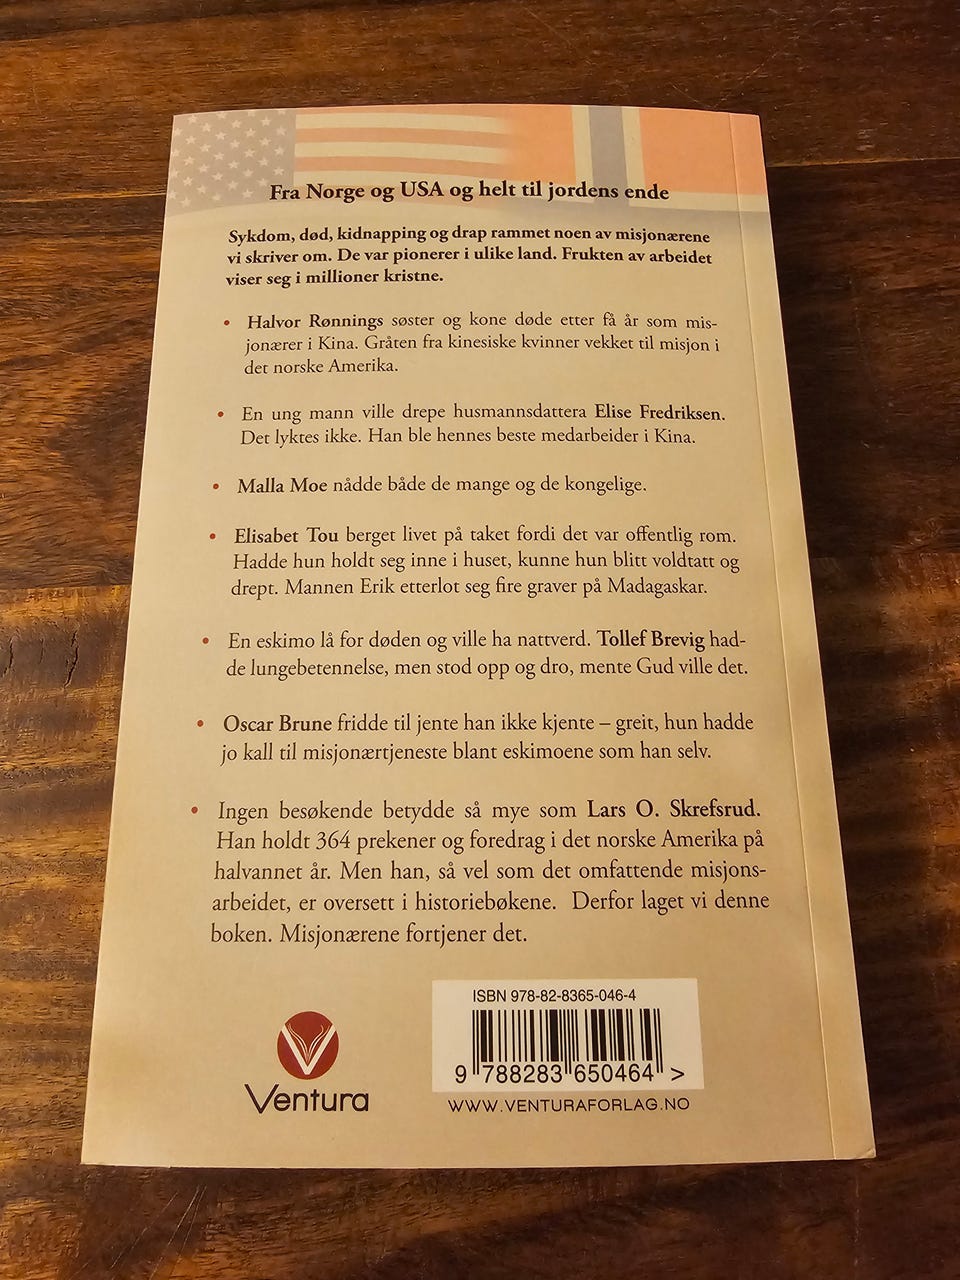 Fra Norge og USA og helt til jordens ende
Sykdom, død, kidnapping og drap rammet noen av misjonærene
vi skriver om. De var pionerer i ulike land. Frukten av arbeidet
viser seg i millioner kristne.
• Halvor Rønnings søster og kone døde etter få år som mis-
jonærer i Kina. Gråten fra kinesiske kvinner vekket til misjon i
det norske Amerika.
• En ung mann ville drepe husmannsdattera Elise Fredriksen.
Det lyktes ikke. Han ble hennes beste medarbeider i Kina.
• Malla Moe nådde både de mange og de kongelige.
• Elisabet Tou berget livet på taket fordi det var offentlig rom.
Hadde hun holdt seg inne i huset, kunne hun blitt voldtatt og
drept. Mannen Erik etterlot seg fire graver på Madagaskar.
• En eskimo lå for døden og ville ha nattverd. Tollef Brevig had-
de lungebetennelse, men stod opp og dro, mente Gud ville det.
• Oscar Brune fridde til jente han ikke kjente – greit, hun hadde
jo kall til misjonærtjeneste blant eskimoene som han selv.
• Ingen besøkende betydde så mye som Lars O. Skrefsrud.
Han holdt 364 prekener og foredrag i det norske Amerika på
halvannet år. Men han, så vel som det omfattende misjons-
arbeidet, er oversett i historiebøkene. Derfor laget vi denne
boken. Misjonærene fortjener det.
ISBN 978-82-8365-046-4
9 788283 650464 >
Ventura
WWW.VENTURAFORLAG.NO